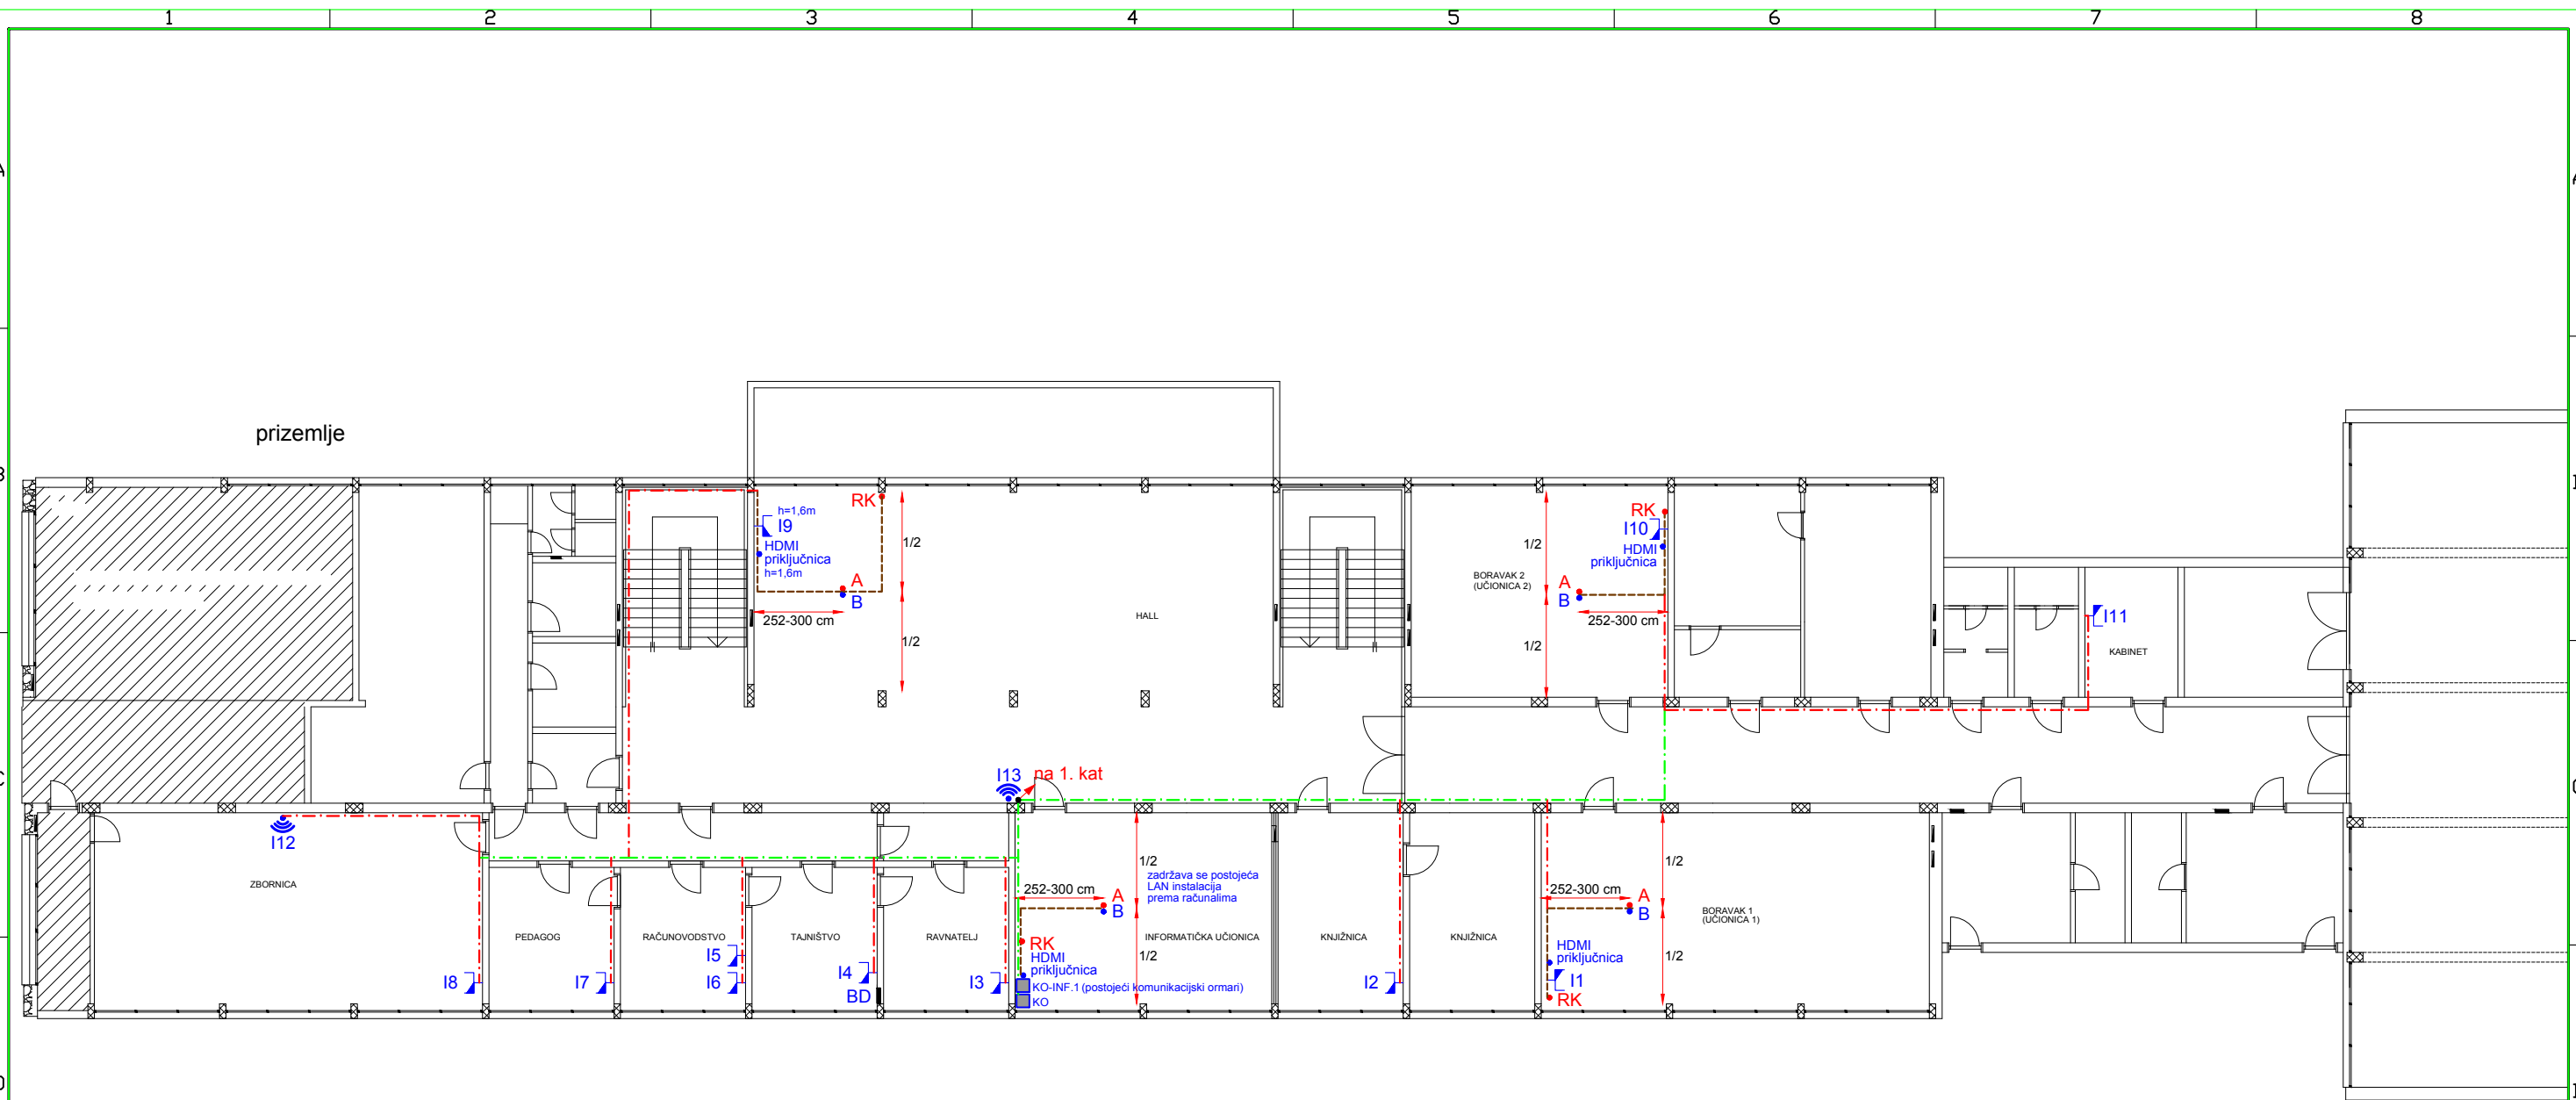 1 2 3 4 5 6 7 8
A
prizemlje
B
RK
h=1,6m
I9
HDMI
priključnica
h=1,6m
1/2
A
B
252-300 cm
1/2
HALL
RK
I10
HDMI
priključnica
1/2
BORAVAK 2
(UČIONICA 2)
A
B
252-300 cm
1/2
I11
KABINET
C
I13
na 1. kat
I12
ZBORNICA
I8
PEDAGOG
I7
RAČUNOVODSTVO
I5
I6
TAJNIŠTVO
I4
BD
RAVNATELJ
I3
1/2
zadržava se postojeća
LAN instalacija
prema računalima
252-300 cm
A
B
RK
HDMI
priključnica
KO-INF.1 (postojeći komunikacijski ormari)
KO
INFORMATIČKA UČIONICA
1/2
KNJIŽNICA
I2
KNJIŽNICA
1/2
252-300 cm
A
B
BORAVAK 1
(UČIONICA 1)
HDMI
priključnica
1/2
I1
RK